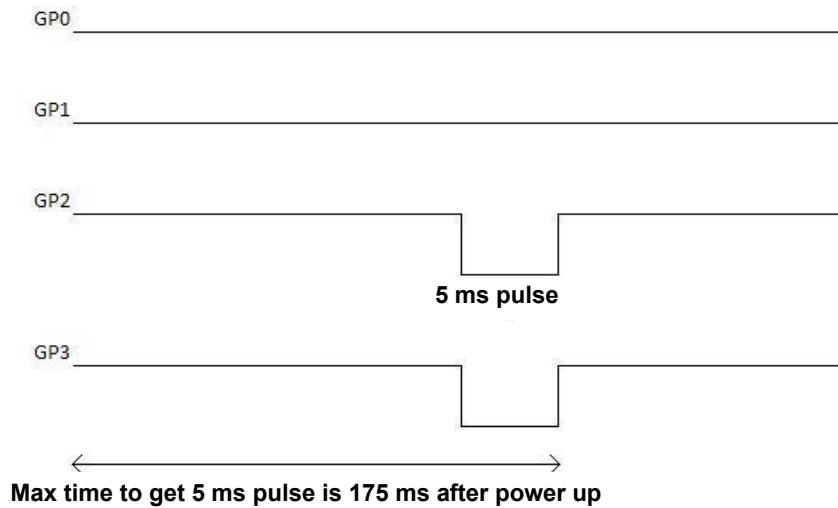 GP0
GP1
GP2
5 ms pulse
GP3
Max time to get 5 ms pulse is 175 ms after power up